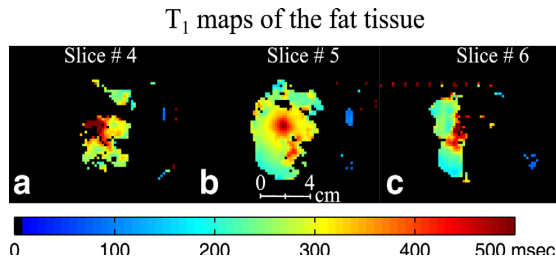 T1 maps of the fat tissue
Slice # 4 Slice # 5 Slice # 6
a b c
0 4
cm
0 100 200 300 400 500 msec